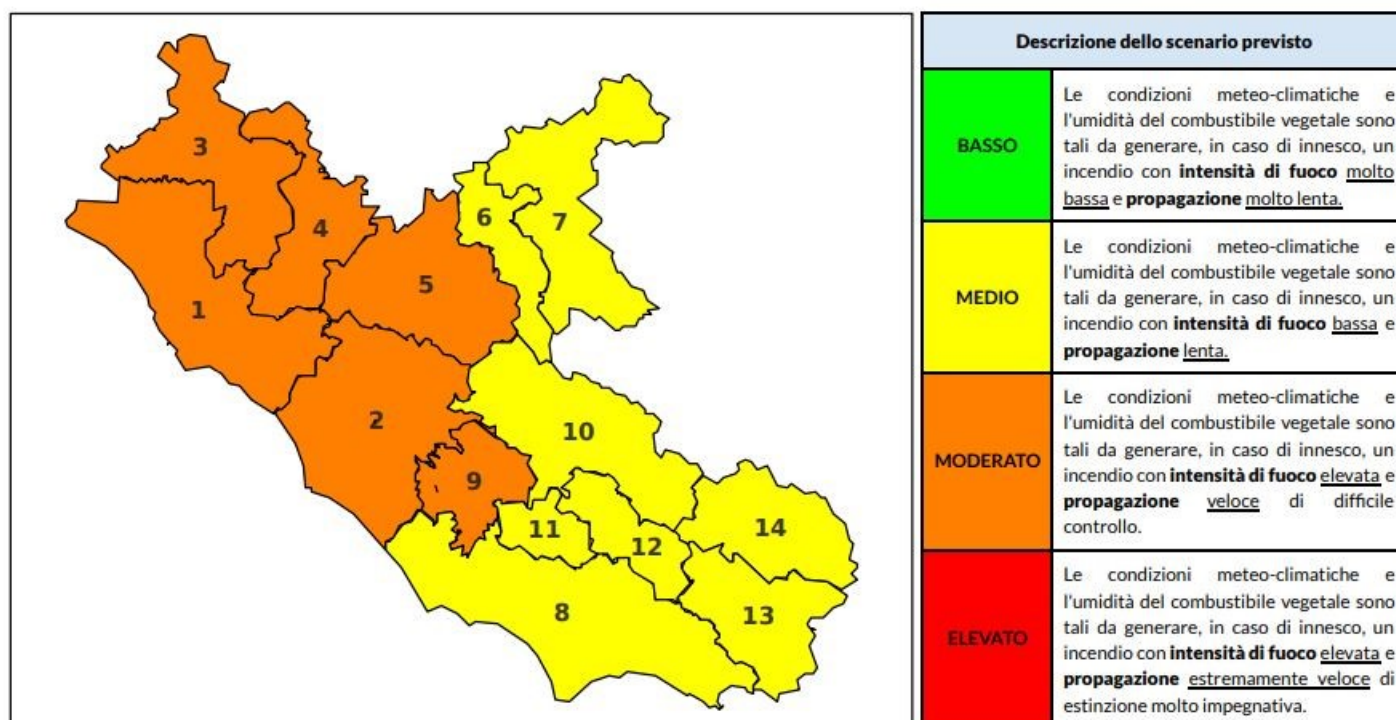 3
4
6
7
5
1
2
10
9
11
12
14
8
13
Descrizione dello scenario previsto
BASSO
Le condizioni meteo-climatiche e
l'umidità del combustibile vegetale sono
tali da generare, in caso di innesco, un
incendio con intensità di fuoco molto
bassa e propagazione molto lenta.
MEDIO
Le condizioni meteo-climatiche e
l'umidità del combustibile vegetale sono
tali da generare, in caso di innesco, un
incendio con intensità di fuoco bassa e
propagazione lenta.
MODERATO
Le condizioni meteo-climatiche e
l'umidità del combustibile vegetale sono
tali da generare, in caso di innesco, un
incendio con intensità di fuoco elevata e
propagazione veloce di difficile
controllo.
ELEVATO
Le condizioni meteo-climatiche e
l'umidità del combustibile vegetale sono
tali da generare, in caso di innesco, un
incendio con intensità di fuoco elevata e
propagazione estremamente veloce di
estinzione molto impegnativa.